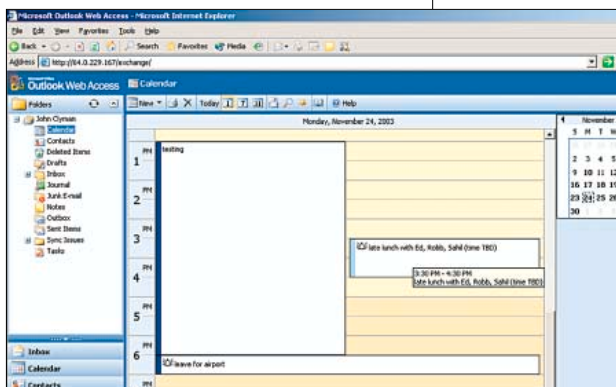 Microsoft Outlook Web Access - Microsoft Internet Explorer
File Edit View Favorites Tools Help
Back Search Favorites Media
Address http://64.0.229.167/exchange/
Outlook Web Access Calendar
Folders New Today 1 7 31 Help
John Clyman
Calendar
Contacts
Deleted Items
Drafts
Inbox
Journal
Junk E-mail
Notes
Outbox
Sent Items
Sync Issues
Tasks
Inbox
Calendar
Contacts
Monday, November 24, 2003
1 PM testing
2 PM
3 PM
late lunch with Ed, Robb, Sahil (time TBD)
3:30 PM - 4:30 PM
late lunch with Ed, Robb, Sahil (time TBD)
4 PM
5 PM
6 PM
leave for airport
PM
November
S M T W
2 3 4 5
9 10 11 12
16 17 18 19
23 24 25 26
30